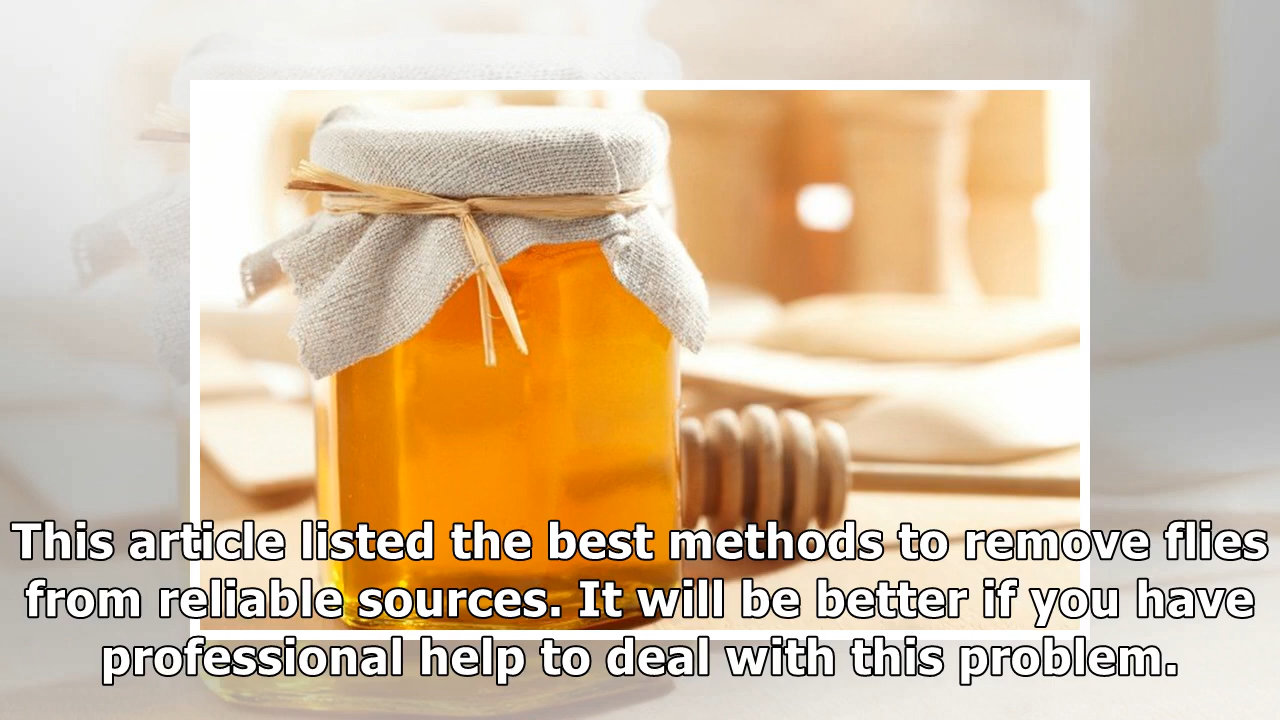 This article listed the best methods to remove flies
from reliable sources. It will be better if you have
professional help to deal with this problem.